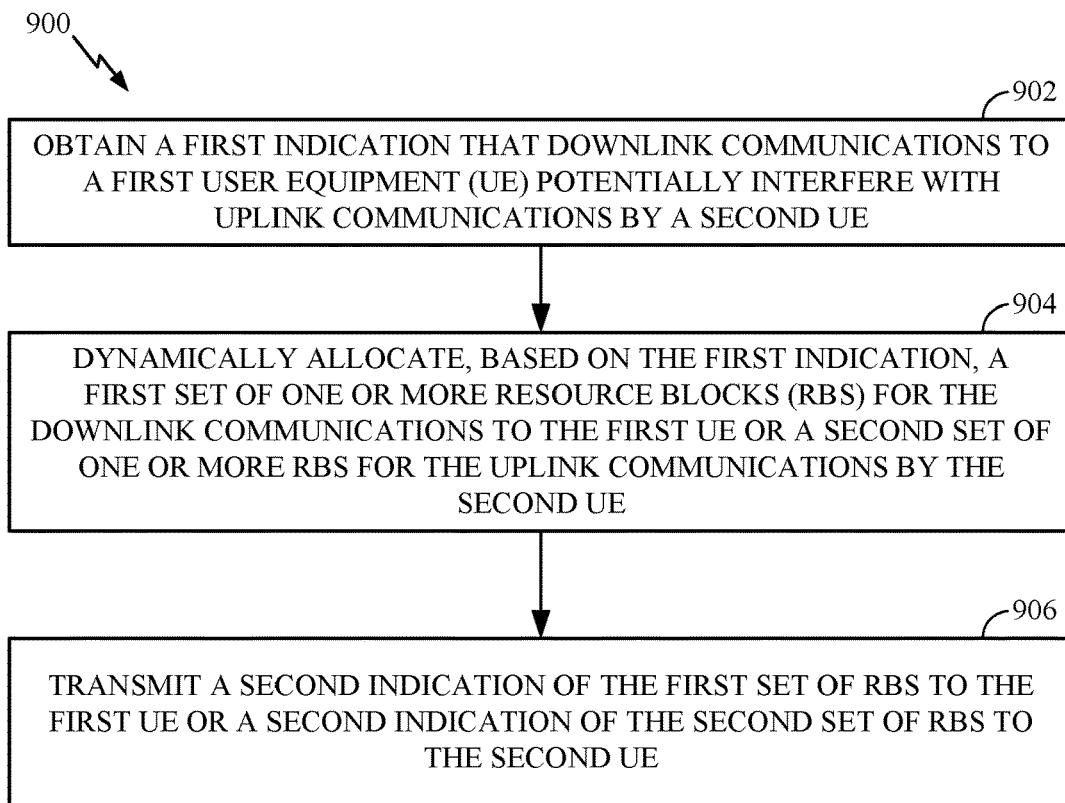 900
902
OBTAIN A FIRST INDICATION THAT DOWNLINK COMMUNICATIONS TO
A FIRST USER EQUIPMENT (UE) POTENTIALLY INTERFERE WITH
UPLINK COMMUNICATIONS BY A SECOND UE
904
DYNAMICALLY ALLOCATE, BASED ON THE FIRST INDICATION, A
FIRST SET OF ONE OR MORE RESOURCE BLOCKS (RBS) FOR THE
DOWNLINK COMMUNICATIONS TO THE FIRST UE OR A SECOND SET OF
ONE OR MORE RBS FOR THE UPLINK COMMUNICATIONS BY THE
SECOND UE
906
TRANSMIT A SECOND INDICATION OF THE FIRST SET OF RBS TO THE
FIRST UE OR A SECOND INDICATION OF THE SECOND SET OF RBS TO
THE SECOND UE